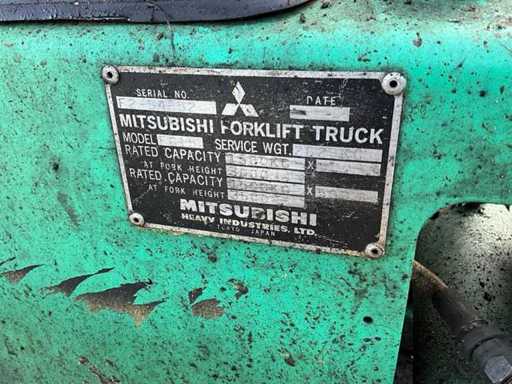 SERIAL NO. DATE
MITSUBISHI FORKLIFT TRUCK
MODEL SERVICE WGT.
RATED CAPACITY X
AT FORK HEIGHT
RATED CAPACITY X
AT FORK HEIGHT
MITSUBISHI
HEAVY INDUSTRIES, LTD.
TOKYO JAPAN